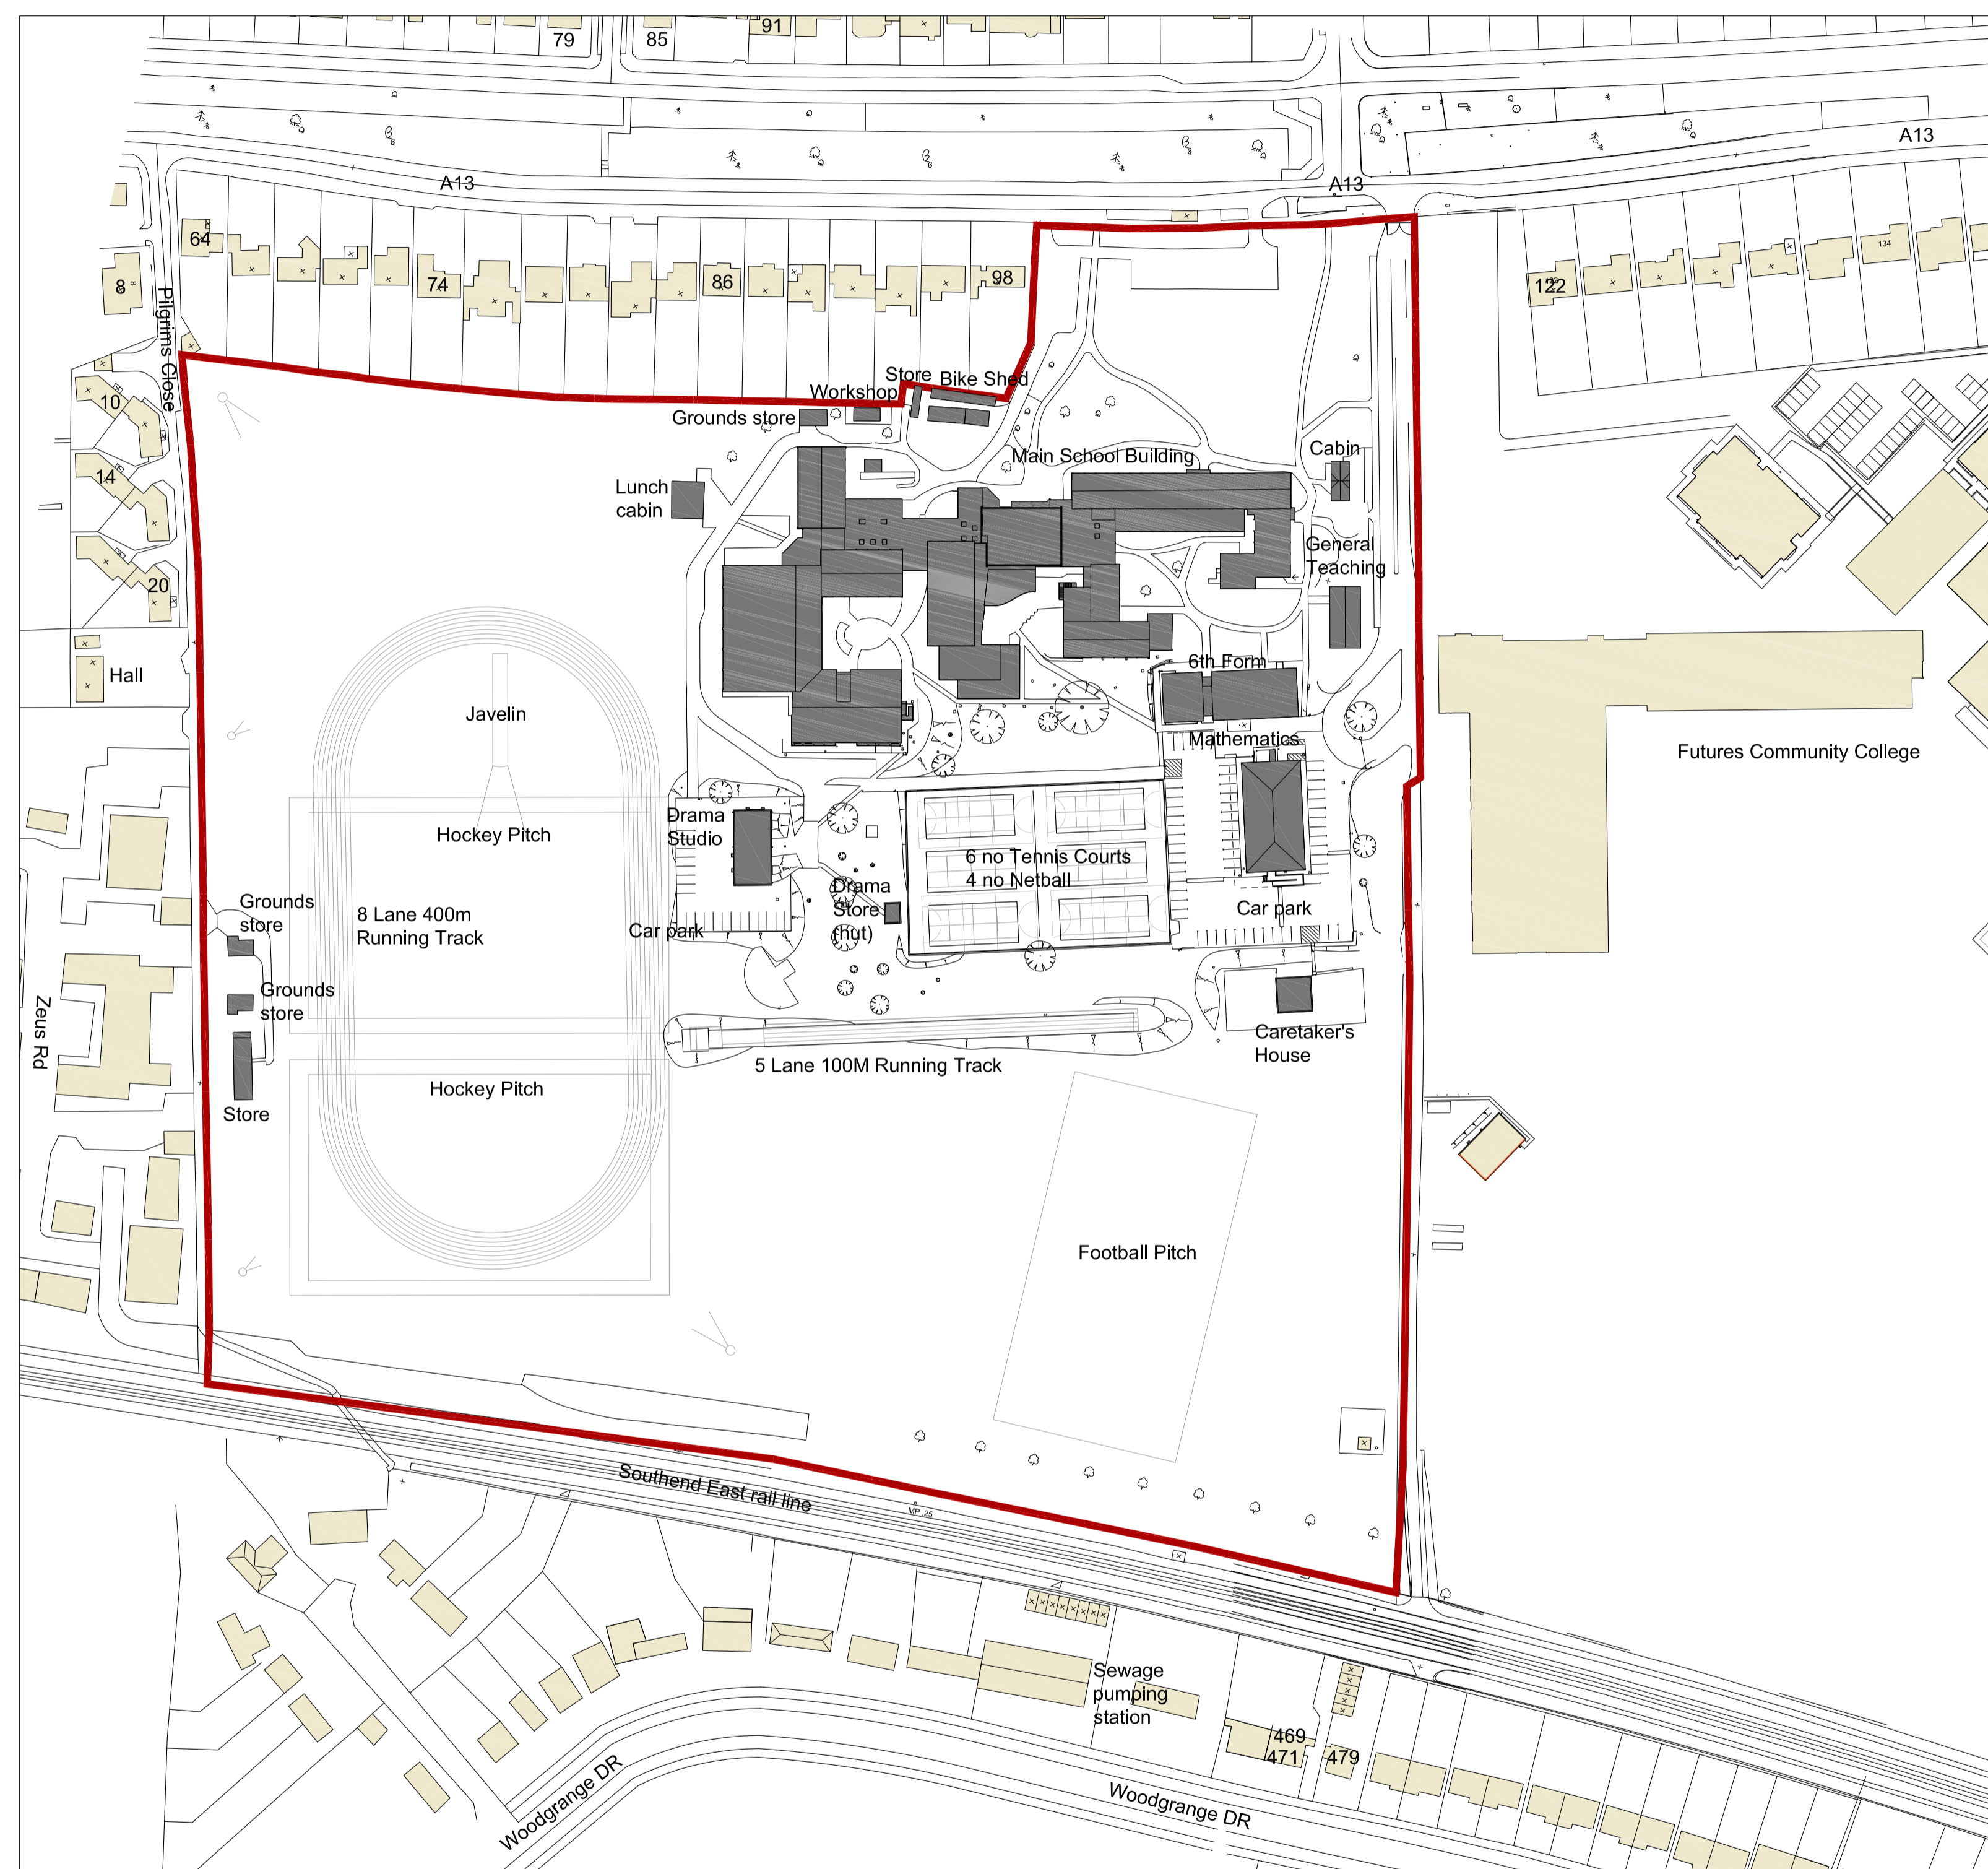 79
85
91
A13
A13
A13
64
74
86
98
122
134
8
8
Pilgrims Close
Store
Bike Shed
Workshop
Grounds store
10
Main School Building
Cabin
14
Lunch
cabin
General
Teaching
20
6th Form
Hall
Javelin
Mathematics
Futures Community College
Drama
Studio
Hockey Pitch
6 no Tennis Courts
4 no Netball
Drama
Store
(hut)
Grounds
store
8 Lane 400m
Running Track
Car park
Car park
Grounds
store
Zeus Rd
Caretaker's
House
5 Lane 100M Running Track
Hockey Pitch
Store
Football Pitch
Southend East rail line
MP .25
Sewage
pumping
station
469
471
479
Woodgrange DR
Woodgrange DR